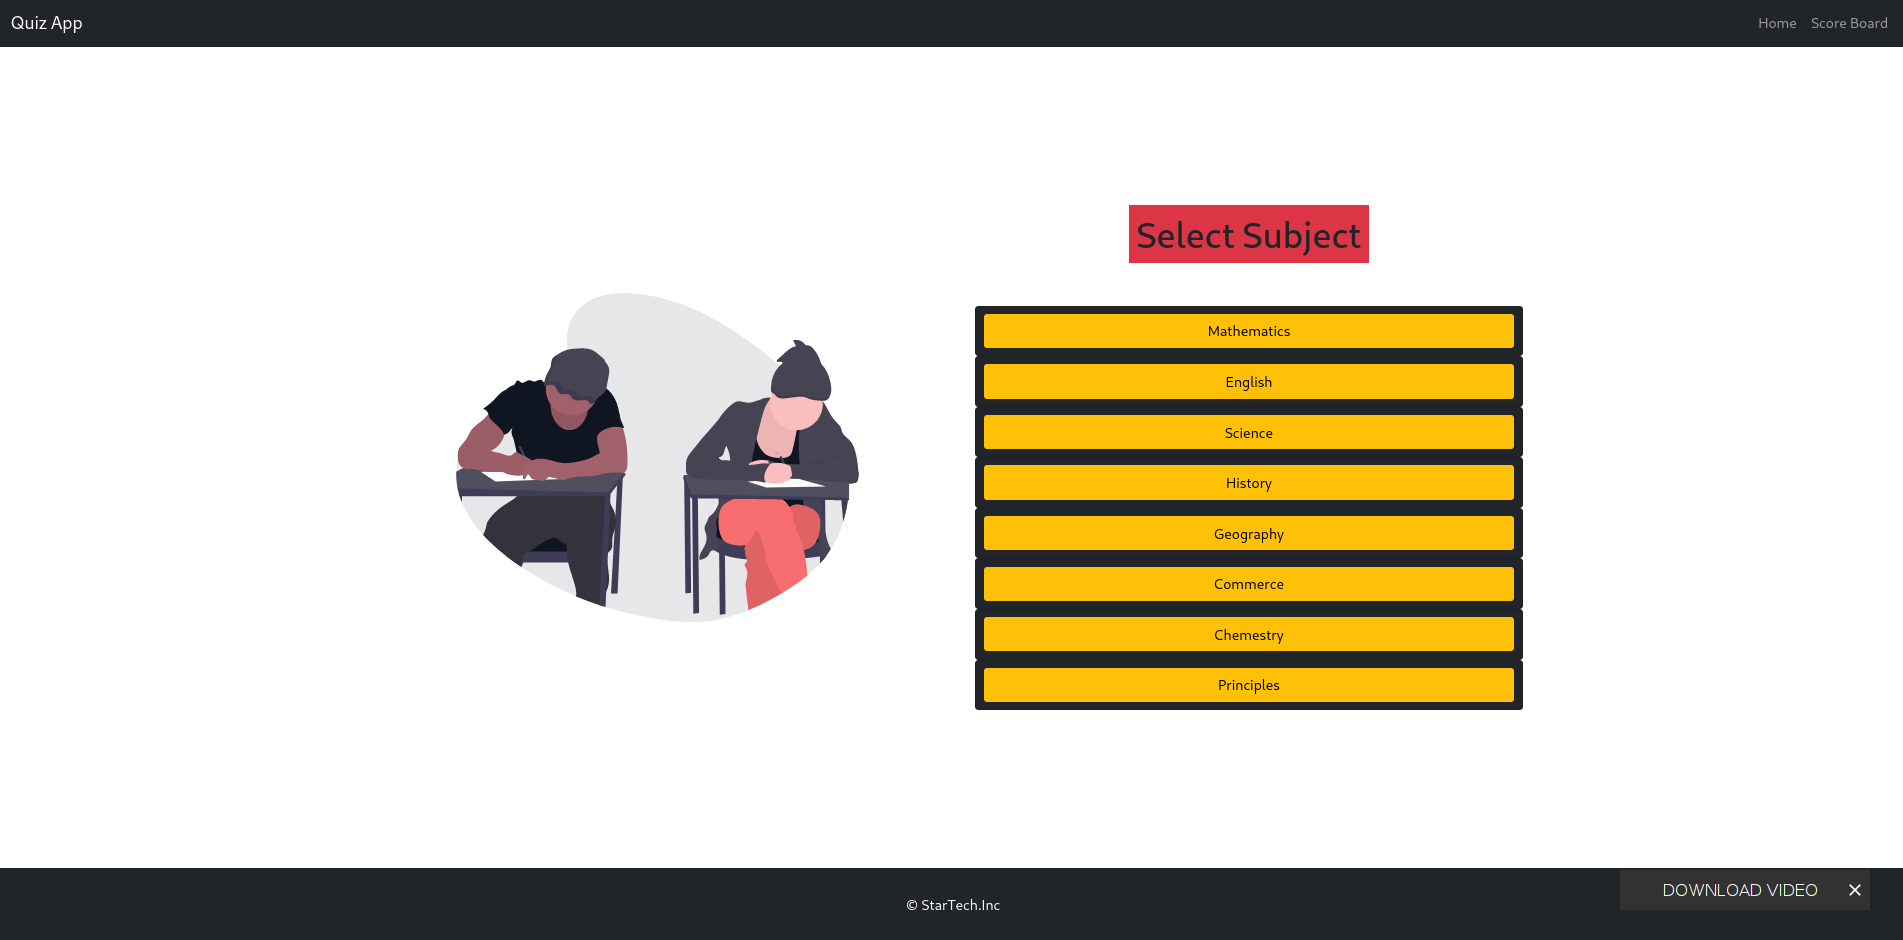 Quiz App
Home Score Board
Select Subject
Mathematics
English
Science
History
Geography
Commerce
Chemestry
Principles
© StarTech.Inc
DOWNLOAD VIDEO